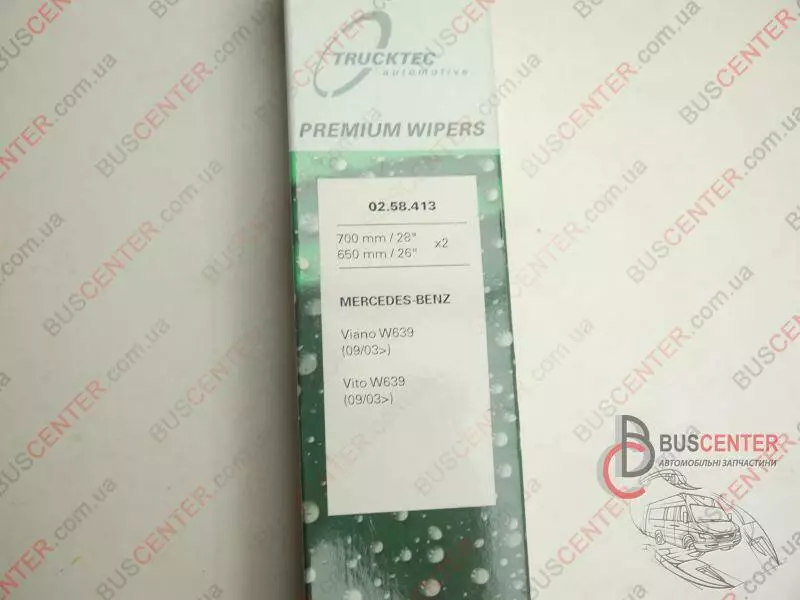 TRUCKTEC
automotive
PREMIUM WIPERS
02.58.413
700 mm / 28" x2
650 mm / 26"
MERCEDES-BENZ
Viano W639
(09/03>)
Vito W639
(09/03>)
BUSCENTER
АВТОМОБІЛЬНІ ЗАПЧАСТИНИ
BUSCENTER.com.ua